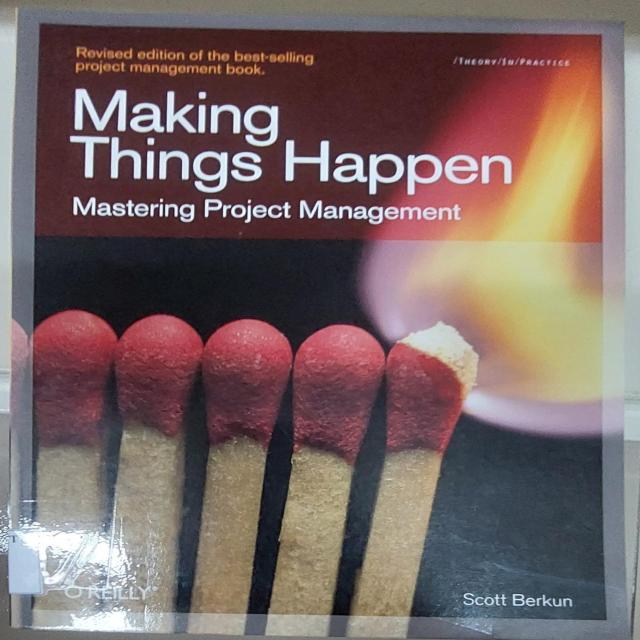 Revised edition of the best-selling
project management book.
/THEORY/IN/PRACTICE
Making
Things Happen
Mastering Project Management
O'REILLY®
Scott Berkun